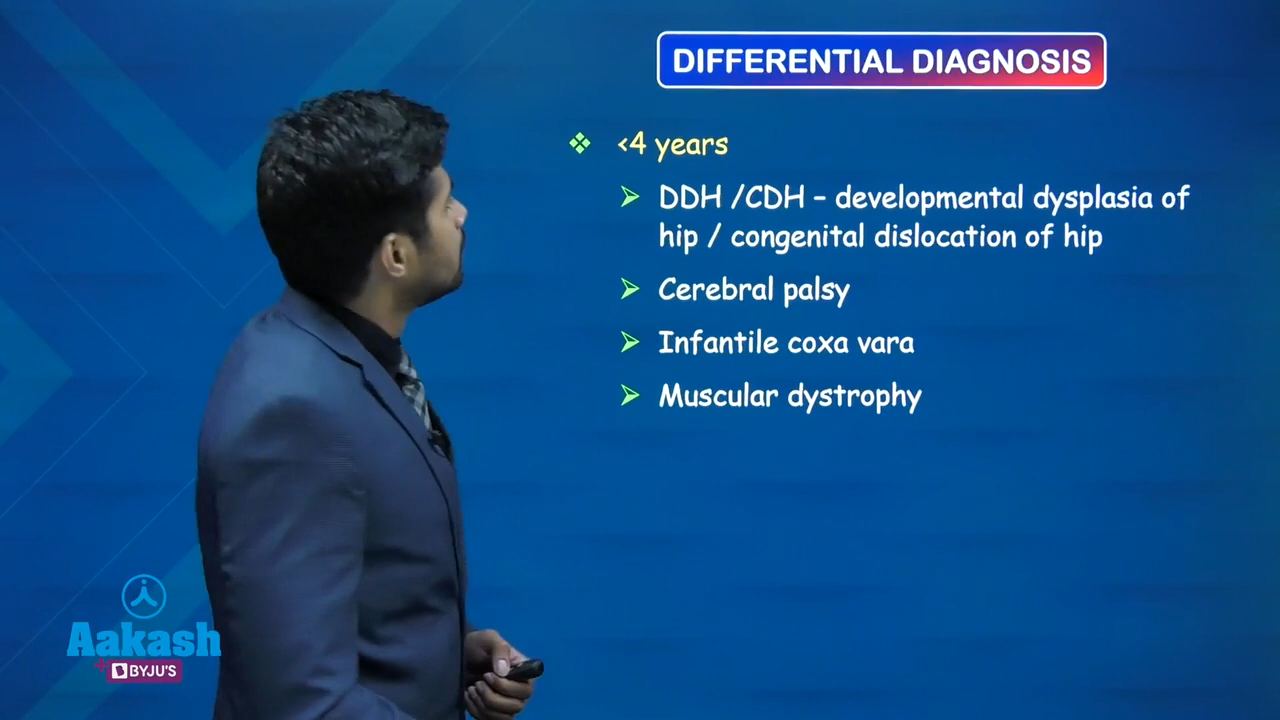 DIFFERENTIAL DIAGNOSIS
<4 years
DDH /CDH – developmental dysplasia of
hip / congenital dislocation of hip
Cerebral palsy
Infantile coxa vara
Muscular dystrophy
Aakash
+ BYJU'S